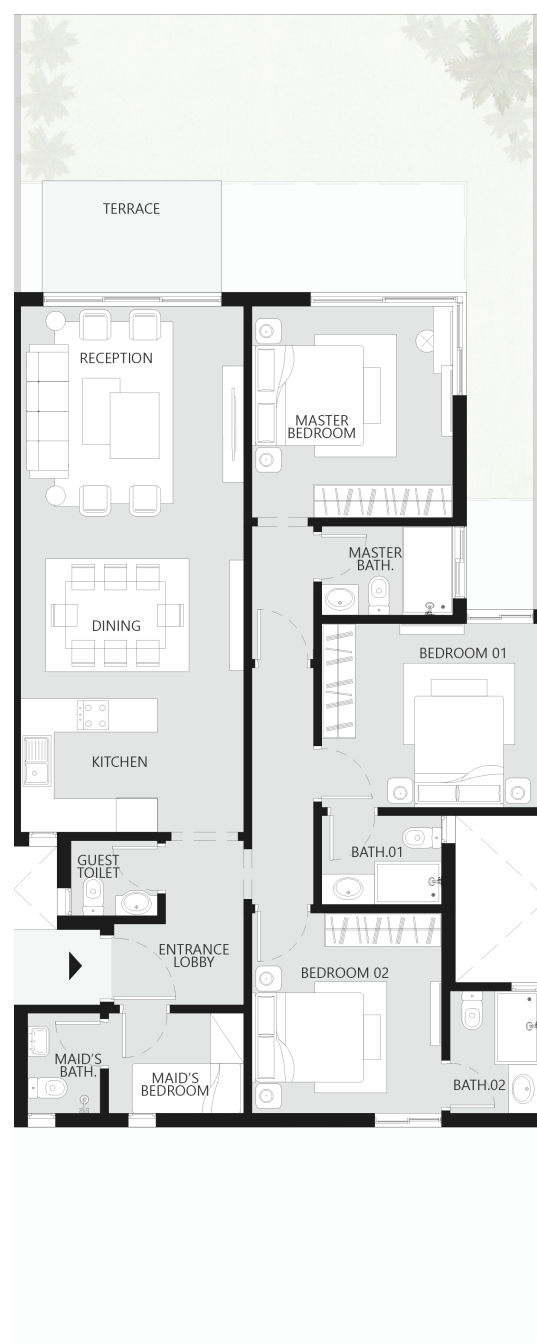 TERRACE
RECEPTION
MASTER
BEDROOM
MASTER
BATH.
DINING
BEDROOM 01
KITCHEN
BATH.01
GUEST
TOILET
ENTRANCE
LOBBY
BEDROOM 02
MAID'S
BATH.
MAID'S
BEDROOM
BATH.02